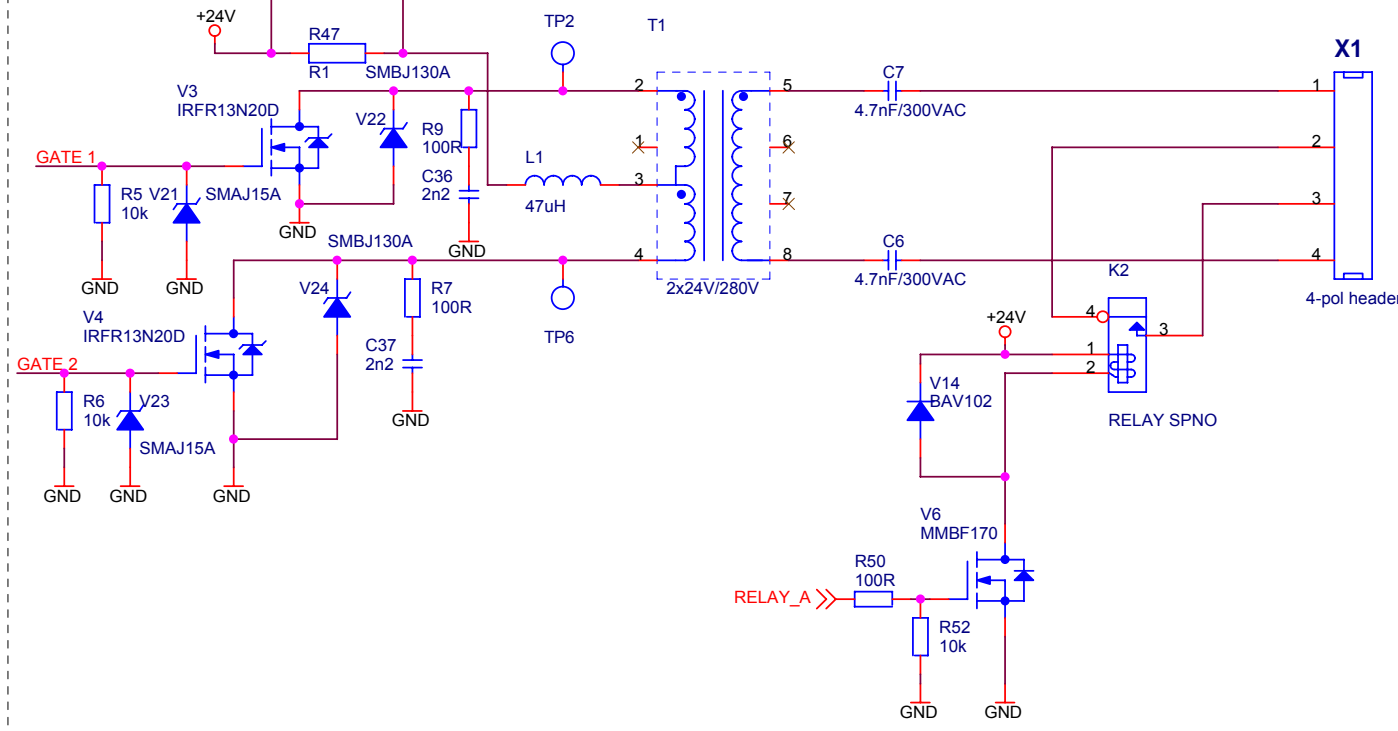 +24V
R47
R1
SMBJ130A
TP2
T1
X1
V3
IRFR13N20D
V22
R9
100R
C36
2n2
GND
2
1
3
4
5
6
7
8
C7
4.7nF/300VAC
1
2
3
4
4-pol header
GATE 1
R5
10k
V21
SMAJ15A
GND
GND
GND
L1
47uH
SMBJ130A
V24
R7
100R
C37
2n2
GND
TP6
2x24V/280V
C6
4.7nF/300VAC
V4
IRFR13N20D
GATE 2
R6
10k
V23
SMAJ15A
GND
GND
GND
K2
4
3
1
2
RELAY SPNO
+24V
V14
BAV102
V6
MMBF170
RELAY_A
R50
100R
R52
10k
GND
GND